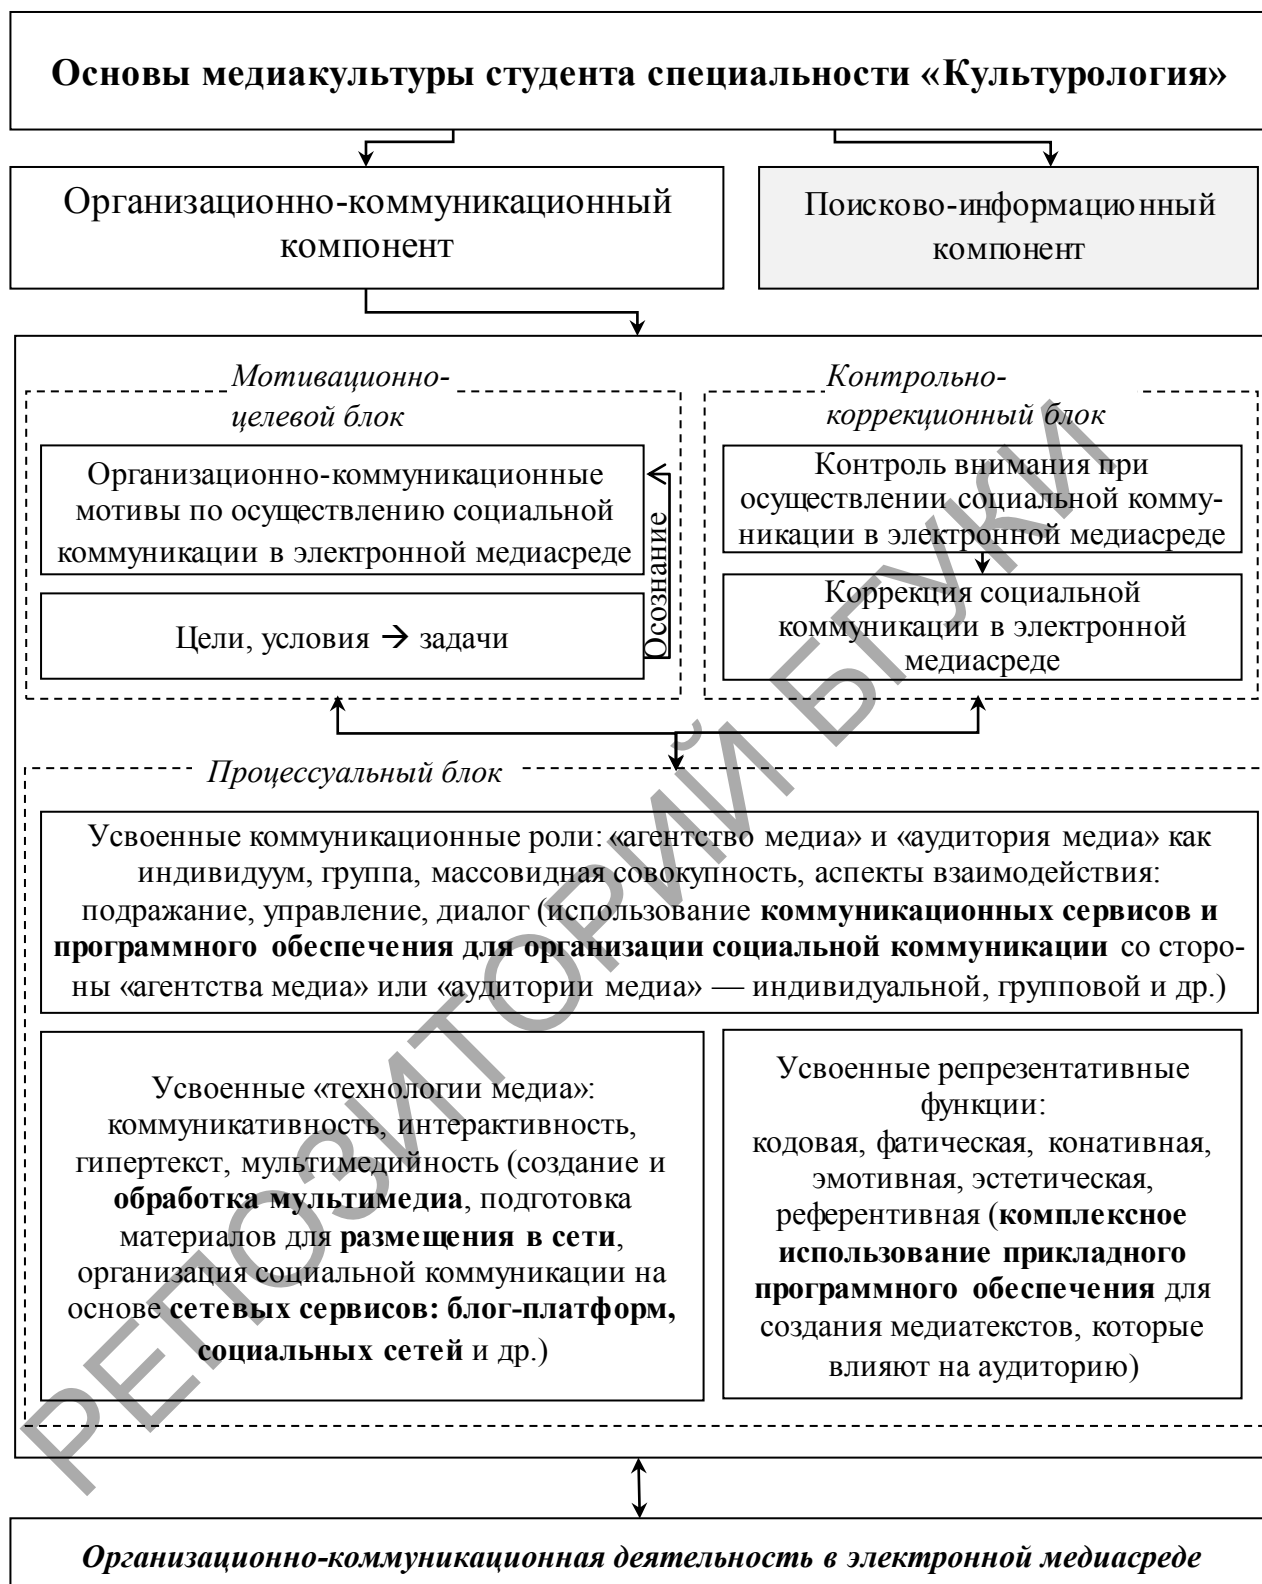 Основы медиакультуры студента специальности «Культурология»
Организационно-коммуникационный
компонент
Поисково-информационный
компонент
Мотивационно-
целевой блок
Организационно-коммуникационные
мотивы по осуществлению социальной
коммуникации в электронной медиасреде
Цели, условия → задачи
Осознание
Контрольно-
коррекционный блок
Контроль внимания при
осуществлении социальной комму-
никации в электронной медиасреде
Коррекция социальной
коммуникации в электронной
медиасреде
Процессуальный блок
Усвоенные коммуникационные роли: «агентство медиа» и «аудитория медиа» как
индивидуум, группа, массовидная совокупность, аспекты взаимодействия:
подражание, управление, диалог (использование коммуникационных сервисов и
программного обеспечения для организации социальной коммуникации со сторо-
ны «агентства медиа» или «аудитории медиа» — индивидуальной, групповой и др.)
Усвоенные «технологии медиа»:
коммуникативность, интерактивность,
гипертекст, мультимедийность (создание и
обработка мультимедиа, подготовка
материалов для размещения в сети,
организация социальной коммуникации на
основе сетевых сервисов: блог-платформ,
социальных сетей и др.)
Усвоенные репрезентативные
функции:
кодовая, фатическая, конативная,
эмотивная, эстетическая,
референтивная (комплексное
использование прикладного
программного обеспечения для
создания медиатекстов, которые
влияют на аудиторию)
Организационно-коммуникационная деятельность в электронной медиасреде
РЕПОЗИТОРИЙ БГУКИ